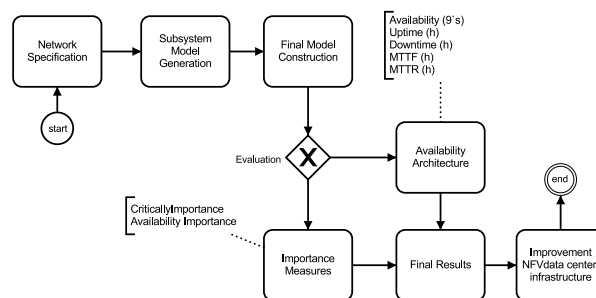 Network
Specification
Subsystem
Model
Generation
Final Model
Construction
Availability (9`s)
Uptime (h)
Downtime (h)
MTTF (h)
MTTR (h)
start
Evaluation
X
Availability
Architecture
end
CriticallyImportance
Availability Importance
Importance
Measures
Final Results
Improvement
NFVdata center
infrastructure